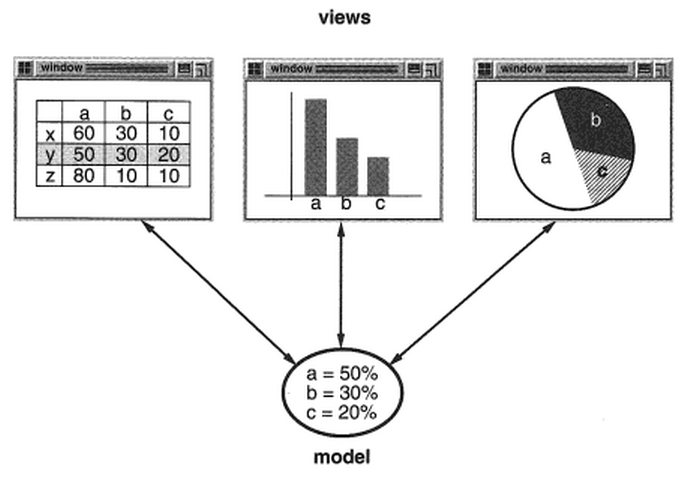 views
window
window
window
a b c
x 60 30 10
y 50 30 20
z 80 10 10
a b c
a
b
c
a = 50%
b = 30%
c = 20%
model